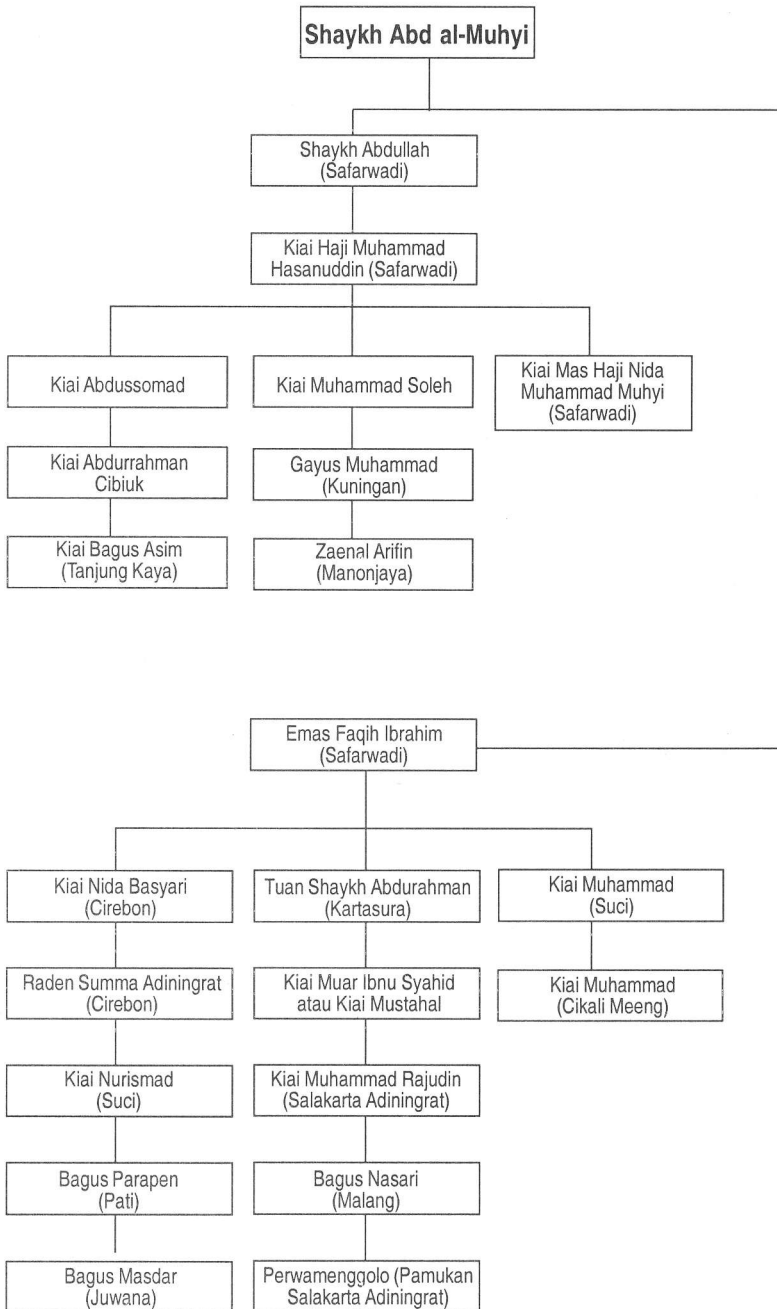 Shaykh Abd al-Muhyi
Shaykh Abdullah
(Safarwadi)
Kiai Haji Muhammad
Hasanuddin (Safarwadi)
Kiai Abdussomad
Kiai Muhammad Soleh
Kiai Mas Haji Nida
Muhammad Muhyi
(Safarwadi)
Kiai Abdurrahman
Cibiuk
Gayus Muhammad
(Kuningan)
Kiai Bagus Asim
(Tanjung Kaya)
Zaenal Arifin
(Manonjaya)
Emas Faqih Ibrahim
(Safarwadi)
Kiai Nida Basyari
(Cirebon)
Tuan Shaykh Abdurahman
(Kartasura)
Kiai Muhammad
(Suci)
Raden Summa Adiningrat
(Cirebon)
Kiai Muar Ibnu Syahid
atau Kiai Mustahal
Kiai Muhammad
(Cikali Meeng)
Kiai Nurismad
(Suci)
Kiai Muhammad Rajudin
(Salakarta Adiningrat)
Bagus Parapen
(Pati)
Bagus Nasari
(Malang)
Bagus Masdar
(Juwana)
Perwamenggolo (Pamukan
Salakarta Adiningrat)